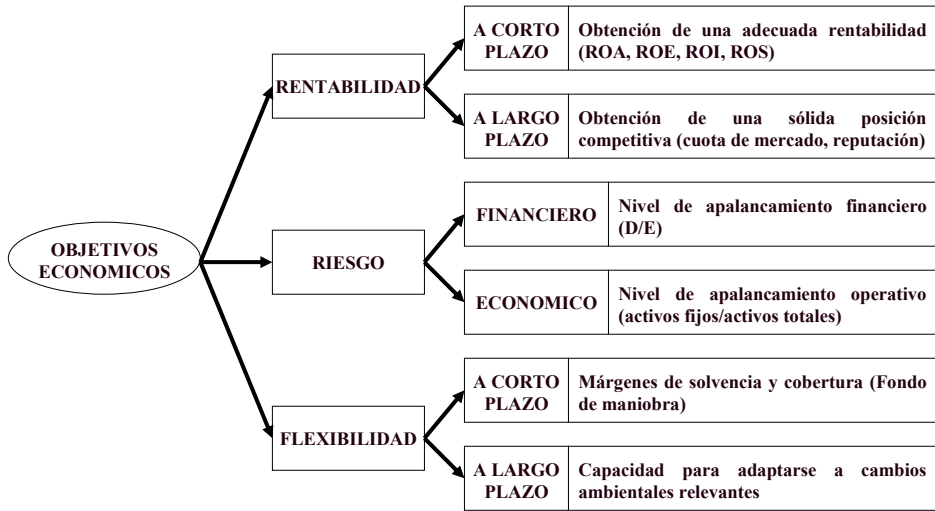 OBJETIVOS
ECONOMICOS
RENTABILIDAD
A CORTO
PLAZO
Obtención de una adecuada rentabilidad
(ROA, ROE, ROI, ROS)
A LARGO
PLAZO
Obtención de una sólida posición
competitiva (cuota de mercado, reputación)
RIESGO
FINANCIERO
Nivel de apalancamiento financiero
(D/E)
ECONOMICO
Nivel de apalancamiento operativo
(activos fijos/activos totales)
FLEXIBILIDAD
A CORTO
PLAZO
Márgenes de solvencia y cobertura (Fondo
de maniobra)
A LARGO
PLAZO
Capacidad para adaptarse a cambios
ambientales relevantes